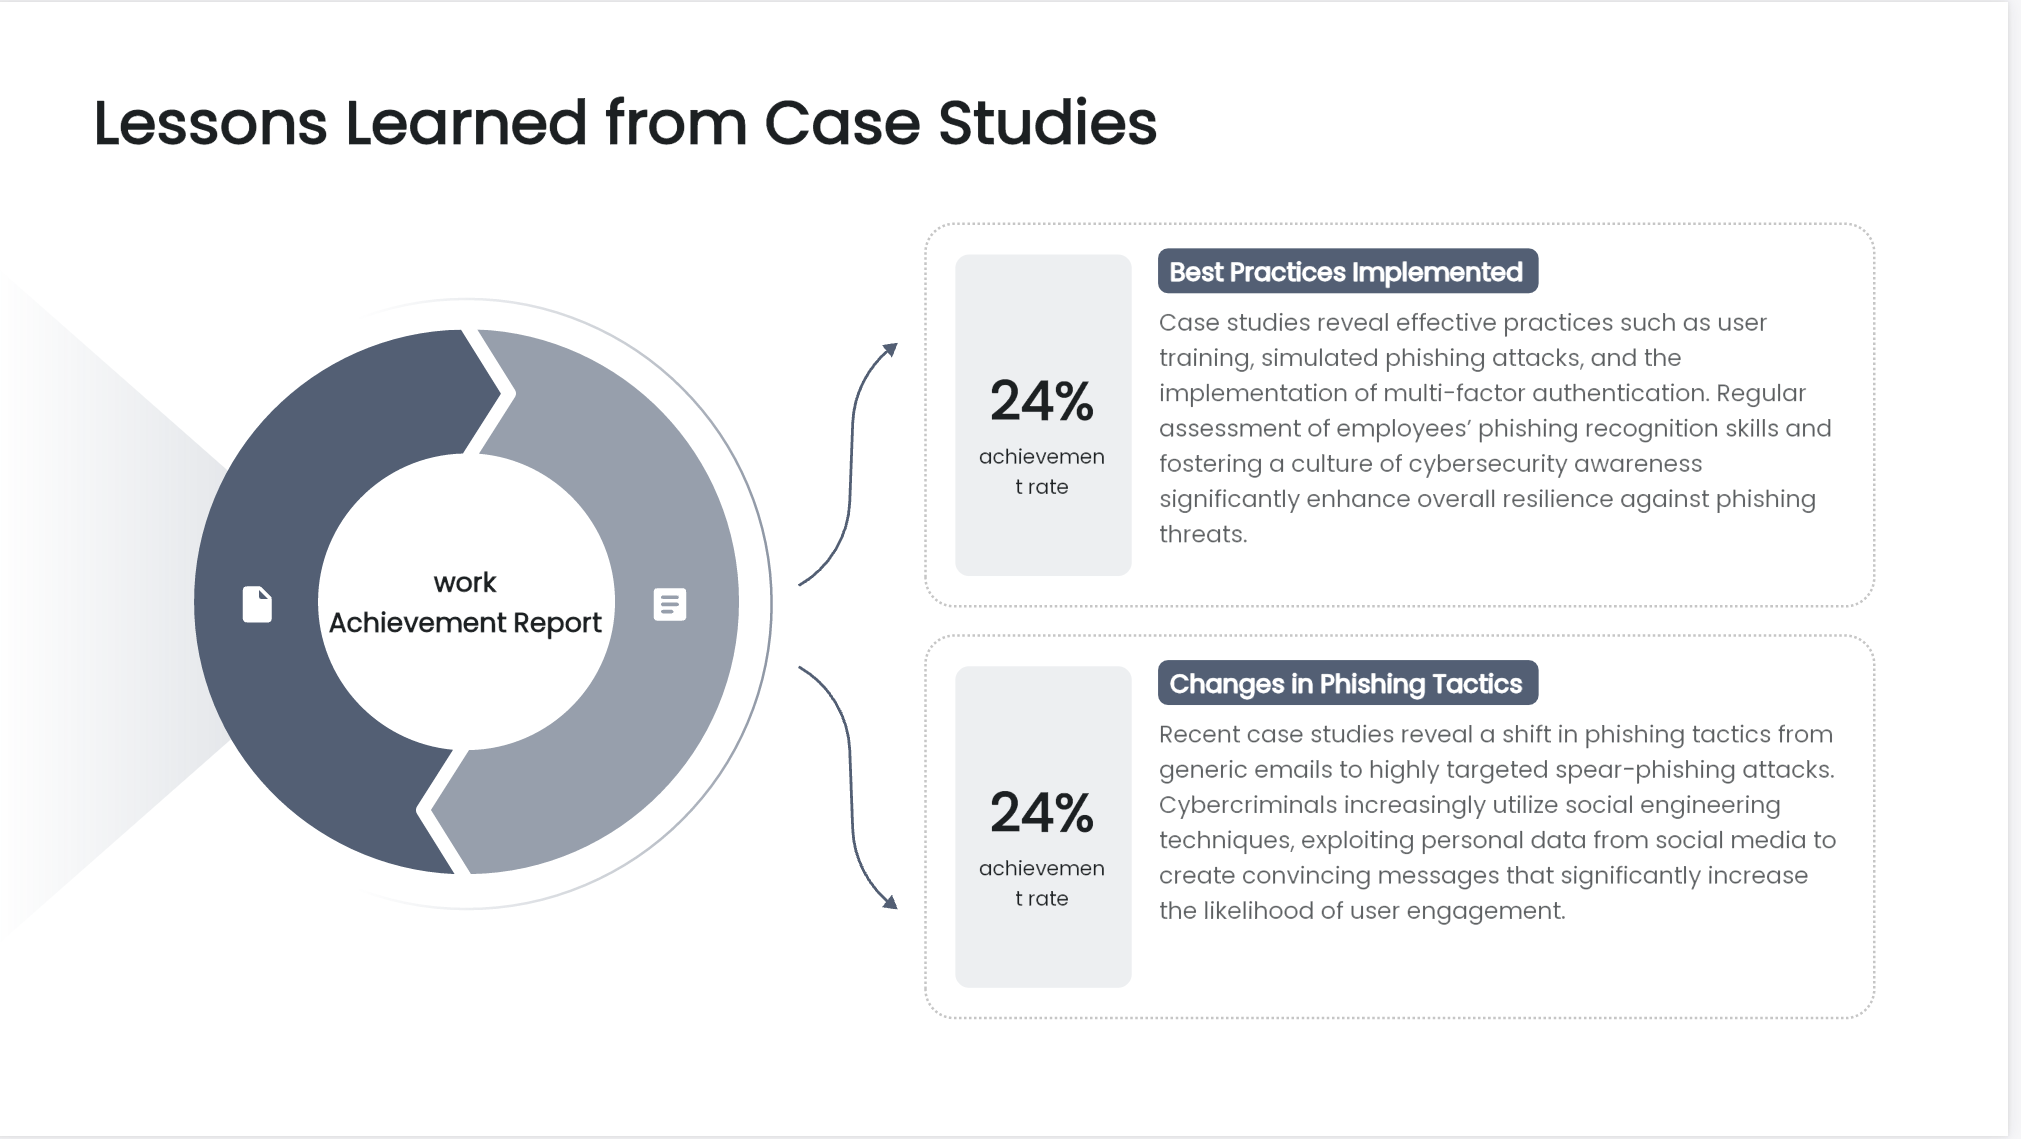 Lessons Learned from Case Studies
work
Achievement Report
24%
achievemen
t rate
Best Practices Implemented
Case studies reveal effective practices such as user
training, simulated phishing attacks, and the
implementation of multi-factor authentication. Regular
assessment of employees’ phishing recognition skills and
fostering a culture of cybersecurity awareness
significantly enhance overall resilience against phishing
threats.
24%
achievemen
t rate
Changes in Phishing Tactics
Recent case studies reveal a shift in phishing tactics from
generic emails to highly targeted spear-phishing attacks.
Cybercriminals increasingly utilize social engineering
techniques, exploiting personal data from social media to
create convincing messages that significantly increase
the likelihood of user engagement.